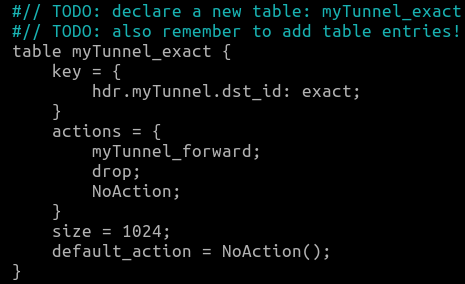 #// TODO: declare a new table: myTunnel_exact
#// TODO: also remember to add table entries!
table myTunnel_exact {
    key = {
        hdr.myTunnel.dst_id: exact;
    }
    actions = {
        myTunnel_forward;
        drop;
        NoAction;
    }
    size = 1024;
    default_action = NoAction();
}